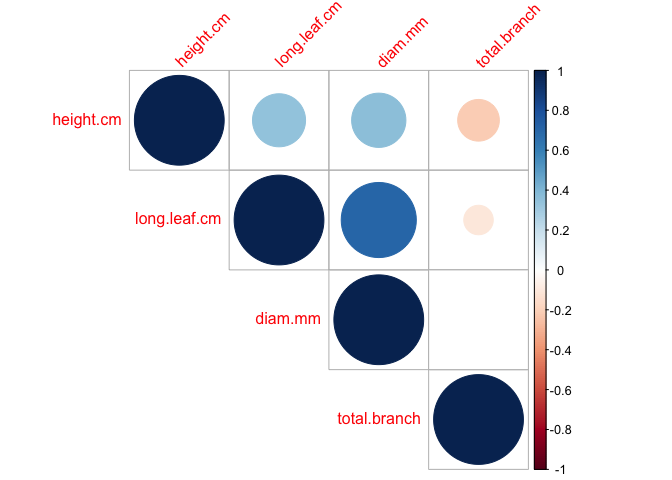 height.cm
long.leaf.cm
diam.mm
total.branch
height.cm
long.leaf.cm
diam.mm
total.branch
1
0.8
0.6
0.4
0.2
0
-0.2
-0.4
-0.6
-0.8
-1